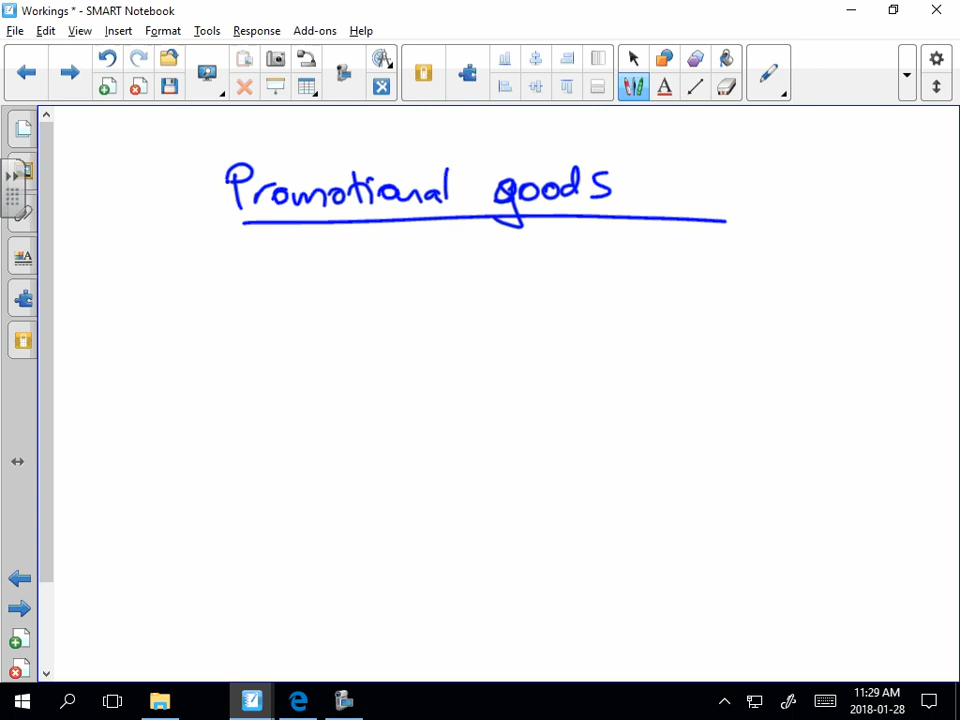 Workings * - SMART Notebook
File Edit View Insert Format Tools Response Add-ons Help
Promotional goods
11:29 AM
2018-01-28